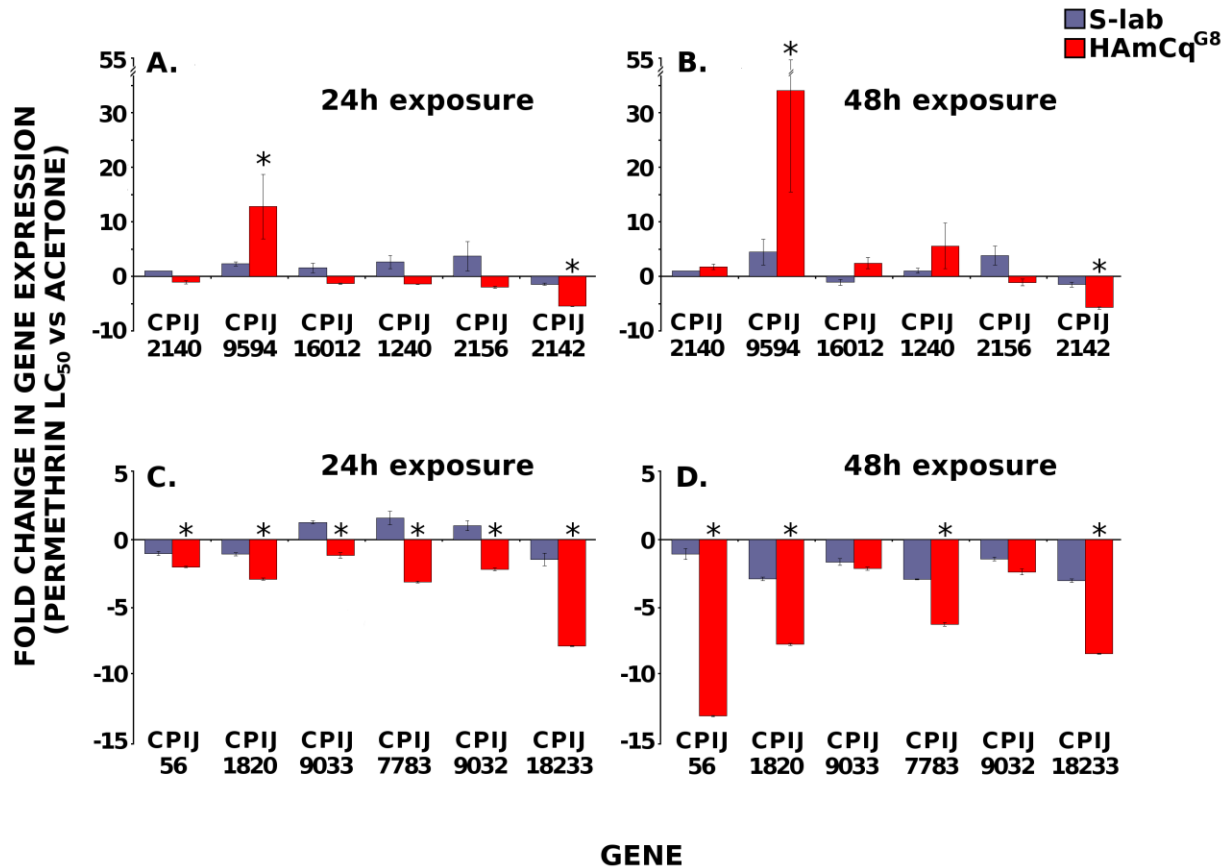 S-lab
HAmCqG8
FOLD CHANGE IN GENE EXPRESSION
(PERMETHRIN LC50 vs ACETONE)
A.
24h exposure
55
30
20
10
0
-10
*
*
CPIJ CPIJ CPIJ CPIJ CPIJ CPIJ
2140 9594 16012 1240 2156 2142
B.
48h exposure
55
30
20
10
0
-10
*
*
CPIJ CPIJ CPIJ CPIJ CPIJ CPIJ
2140 9594 16012 1240 2156 2142
C.
24h exposure
5
0
-5
-10
-15
* * * * * *
CPIJ CPIJ CPIJ CPIJ CPIJ CPIJ
56 1820 9033 7783 9032 18233
D.
48h exposure
5
0
-5
-10
-15
* * * *
CPIJ CPIJ CPIJ CPIJ CPIJ CPIJ
56 1820 9033 7783 9032 18233
GENE